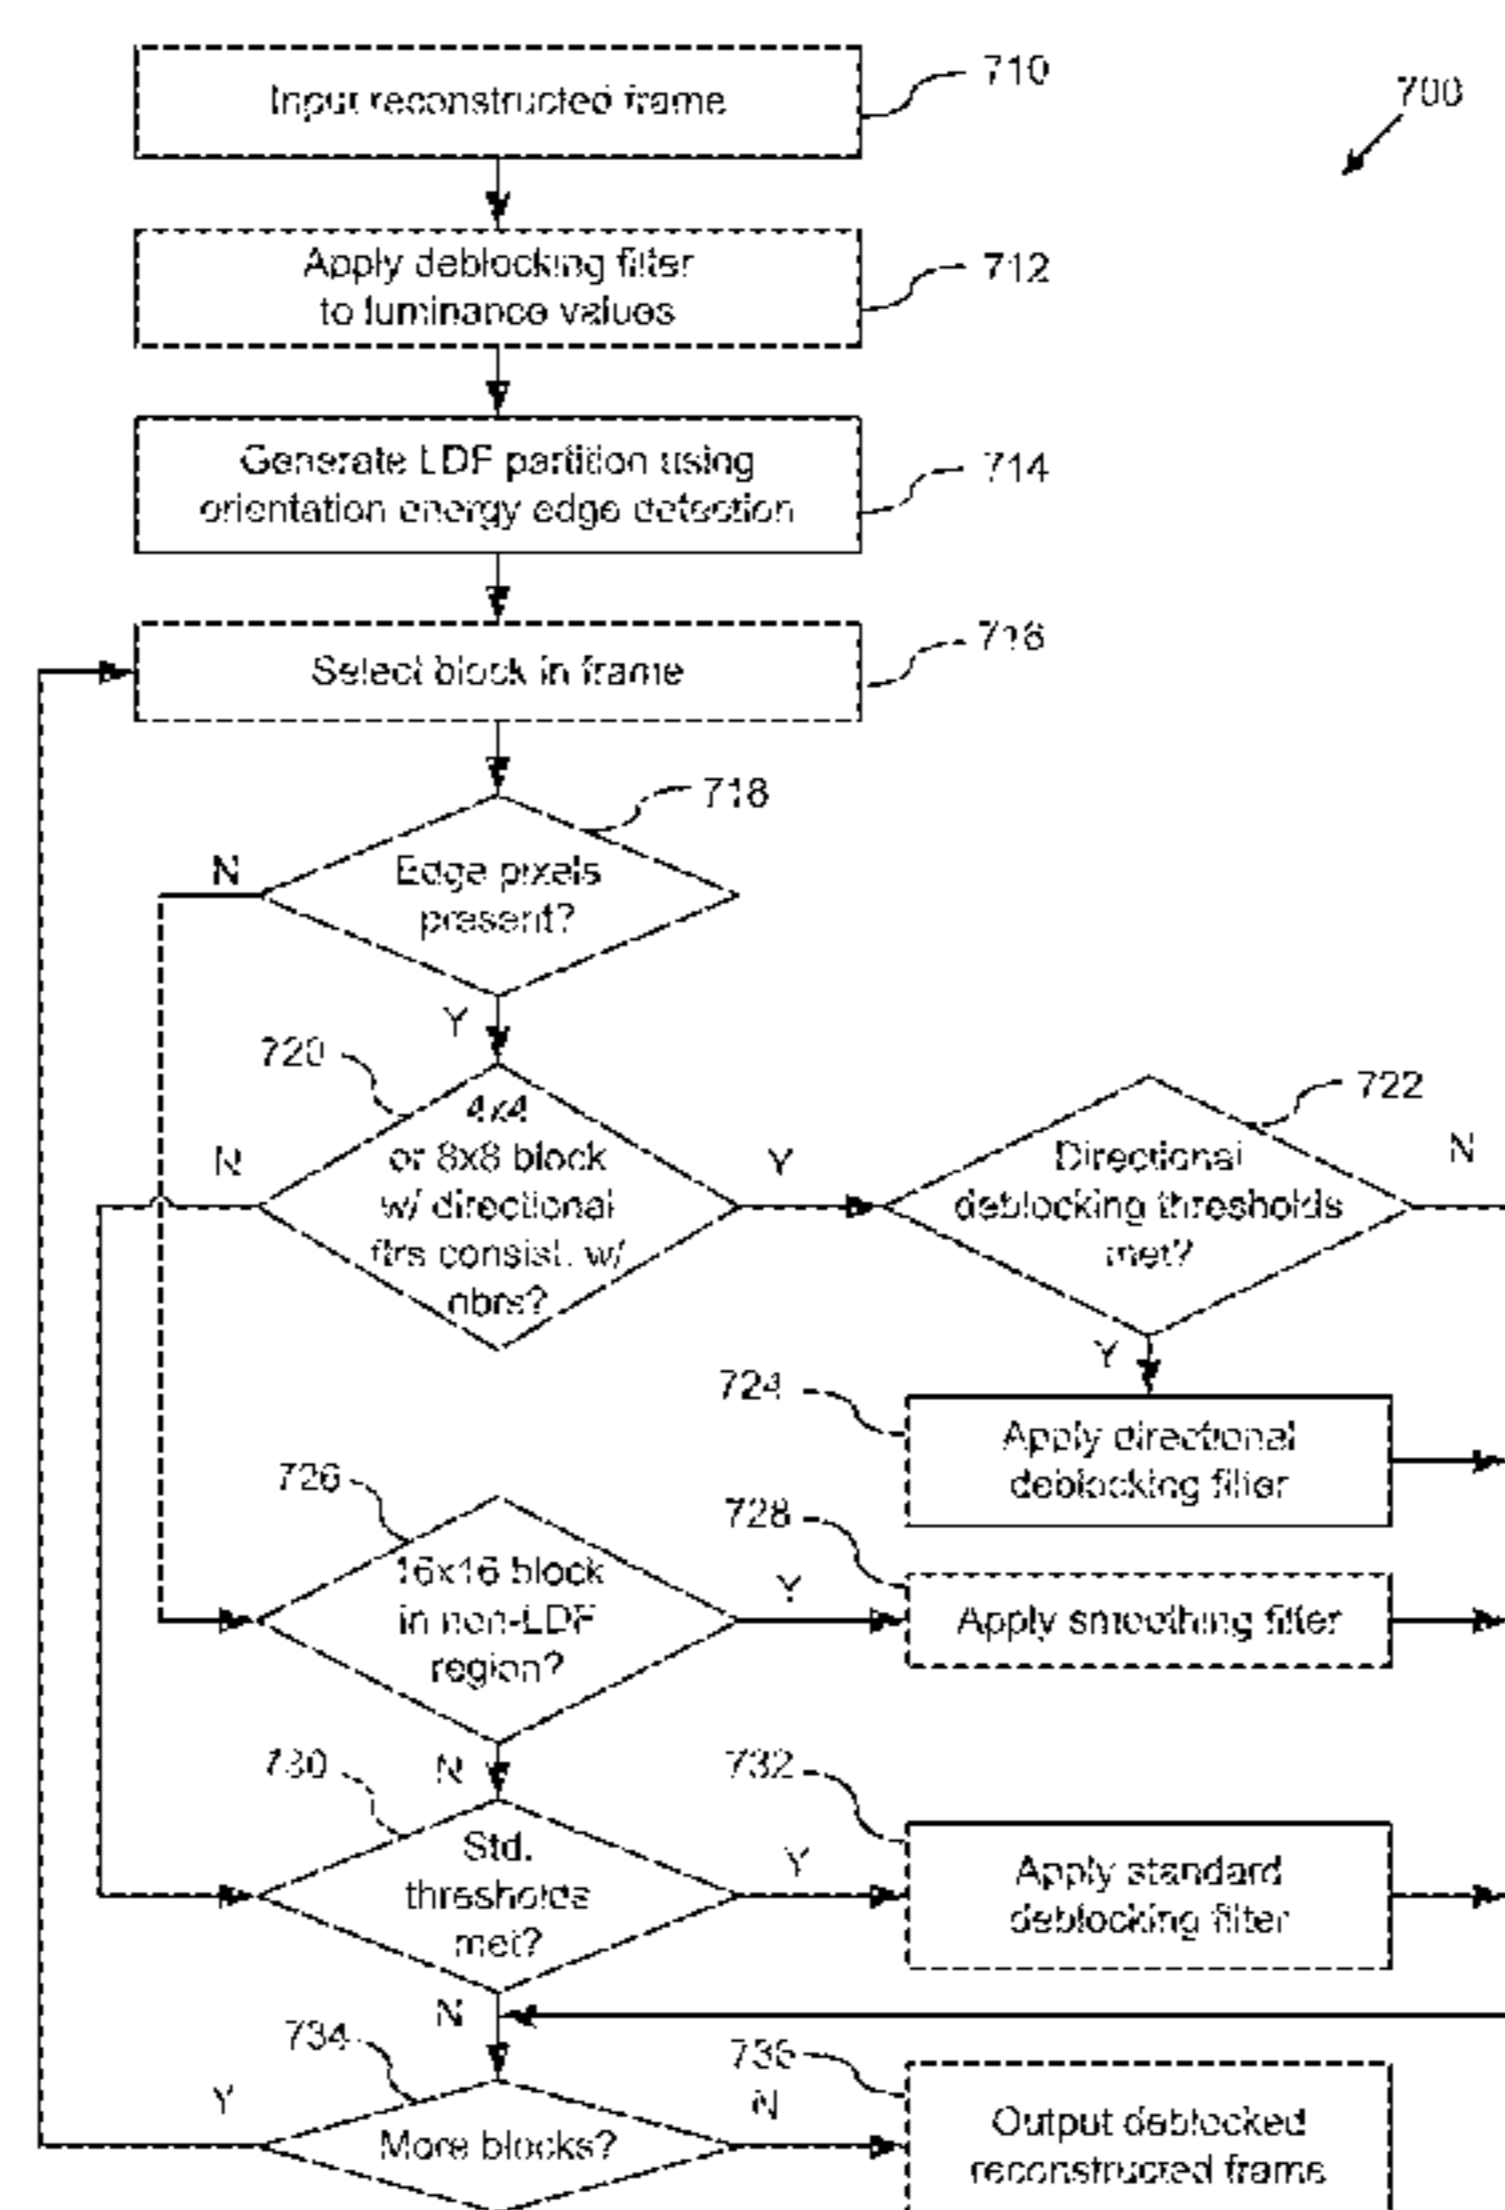 Input reconstructed frame
710
700
Apply deblocking filter
to luminance values
712
Generate LDF partition using
orientation energy edge detection
714
Select block in frame
716
718
N
Edge pixels
present?
Y
720
4x4
or 8x8 block
w/ directional
ftrs consist. w/
nbrs?
N
Y
722
Directional
deblocking thresholds
met?
N
Y
724
Apply directional
deblocking filter
726
16x16 block
in non-LDF
region?
Y
728
Apply smoothing filter
N
730
Std.
thresholds
met?
Y
732
Apply standard
deblocking filter
N
734
Y
More blocks?
N
736
Output deblocked
reconstructed frame